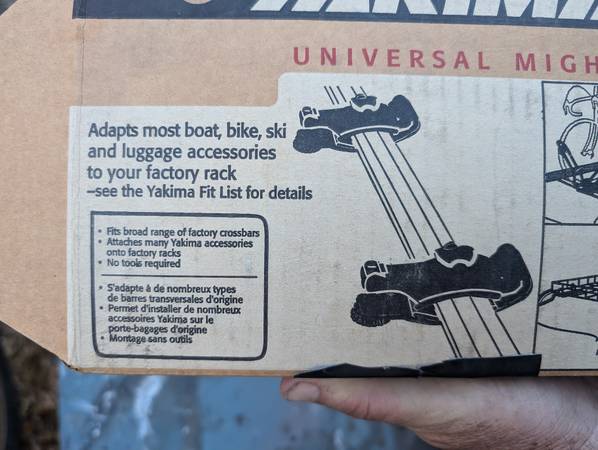 YAKIMA
UNIVERSAL MIGH
Adapts most boat, bike, ski
and luggage accessories
to your factory rack
–see the Yakima Fit List for details
• Fits broad range of factory crossbars
• Attaches many Yakima accessories
onto factory racks
• No tools required
• S'adapte à de nombreux types
de barres transversales d'origine
• Permet d'installer de nombreux
accessoires Yakima sur le
porte-bagages d'origine
• Montage sans outils